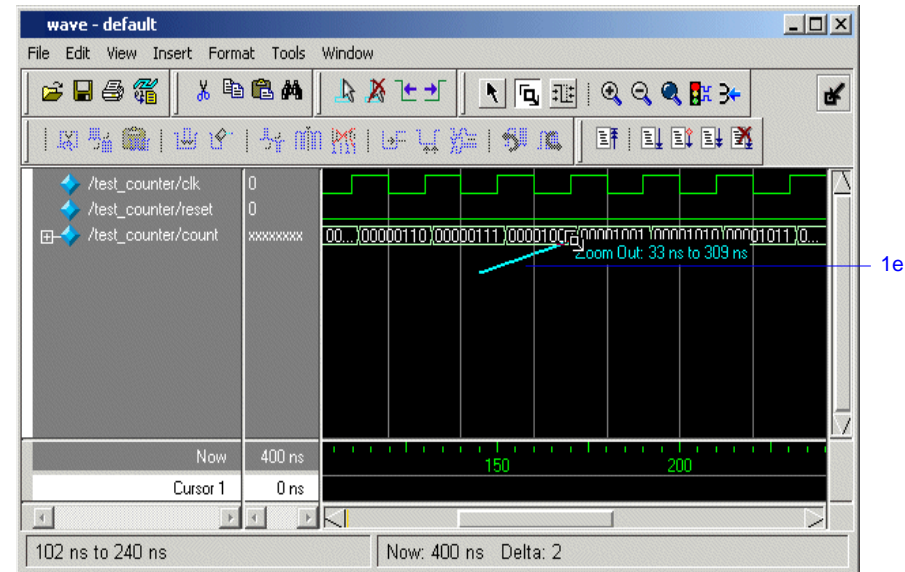 wave - default
File Edit View Insert Format Tools Window
/test_counter/clk 0
/test_counter/reset 0
/test_counter/count xxxxxxxx 00... 00000110 00000111 00001001 00001010 00001011 0...
Zoom Out: 33 ns to 309 ns
1e
Now 400 ns 150 200
Cursor 1 0 ns
102 ns to 240 ns Now: 400 ns Delta: 2